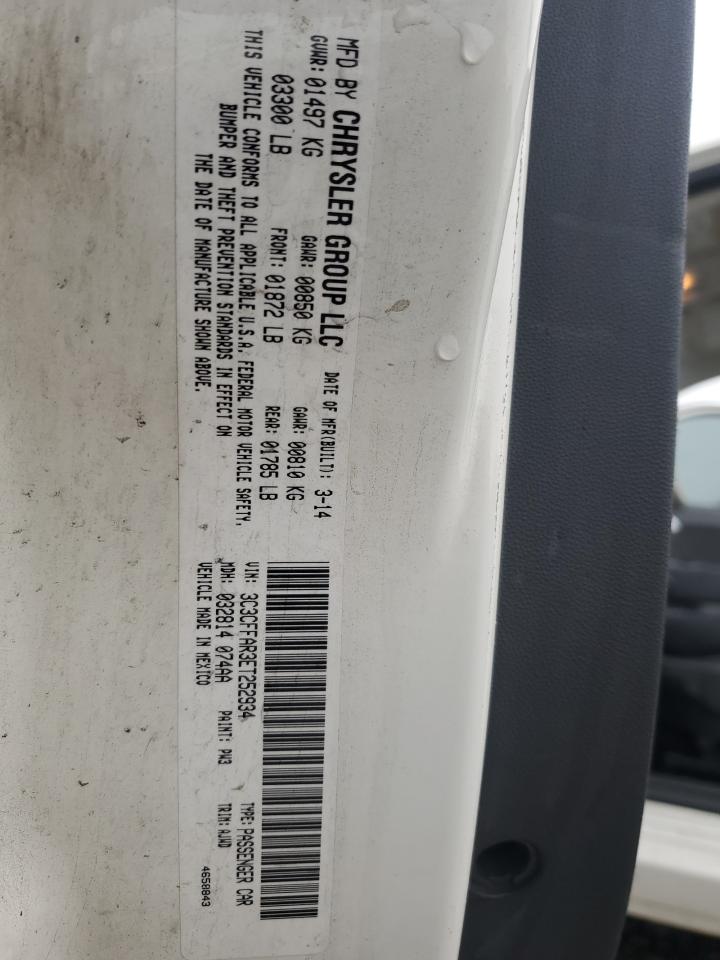 MFD BY CHRYSLER GROUP LLC DATE OF MFR(BUILT): 3-14
GVWR: 01497 KG GAWR: 00850 KG GAWR: 00810 KG
03300 LB FRONT: 01872 LB REAR: 01785 LB
THIS VEHICLE CONFORMS TO ALL APPLICABLE U.S.A. FEDERAL MOTOR VEHICLE SAFETY,
BUMPER AND THEFT PREVENTION STANDARDS IN EFFECT ON
THE DATE OF MANUFACTURE SHOWN ABOVE.
VIN: 3C3CFFAR3ET252934 TYPE: PASSENGER CAR
MDH: 032814 074AA PAINT: PW3 TRIM: AJWD
VEHICLE MADE IN MEXICO 4658843